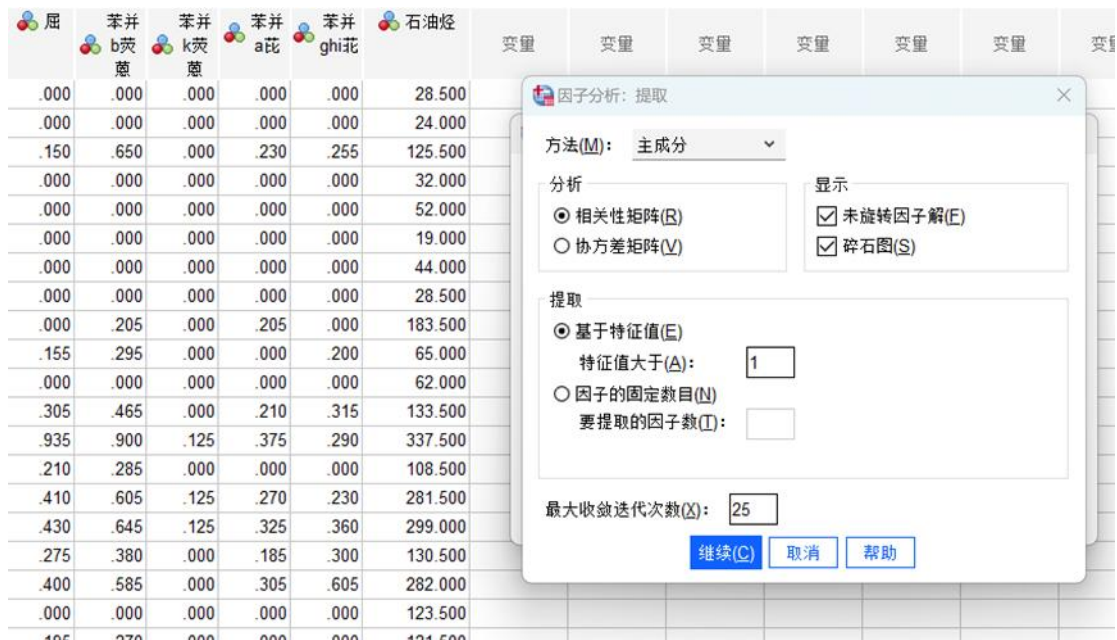 屈 苯并b荧蒽 苯并k荧蒽 苯并a芘 苯并ghi苝 石油烃 变量 变量 变量 变量 变量 变量
.000 .000 .000 .000 .000 28.500
.000 .000 .000 .000 .000 24.000
.150 .650 .000 .230 .255 125.500
.000 .000 .000 .000 .000 32.000
.000 .000 .000 .000 .000 52.000
.000 .000 .000 .000 .000 19.000
.000 .000 .000 .000 .000 44.000
.000 .000 .000 .000 .000 28.500
.000 .205 .205 .000 183.500
.155 .295 .000 .000 .200 65.000
.000 .000 .000 .000 .000 62.000
.305 .465 .000 .210 .315 133.500
.935 .900 .125 .375 .290 337.500
.210 .285 .000 .000 .000 108.500
.410 .605 .125 .270 .230 281.500
.430 .645 .125 .325 .360 299.000
.275 .380 .000 .185 .300 130.500
.400 .585 .000 .305 .605 282.000
.000 .000 .000 .000 .000 123.500
因子分析：提取
方法(M)： 主成分
分析
相关性矩阵(R)
协方差矩阵(V)
显示
未旋转因子解(F)
碎石图(S)
提取
基于特征值(E)
特征值大于(A)： 1
因子的固定数目(N)
要提取的因子数(T)：
最大收敛迭代次数(X)： 25
继续(C) 取消 帮助